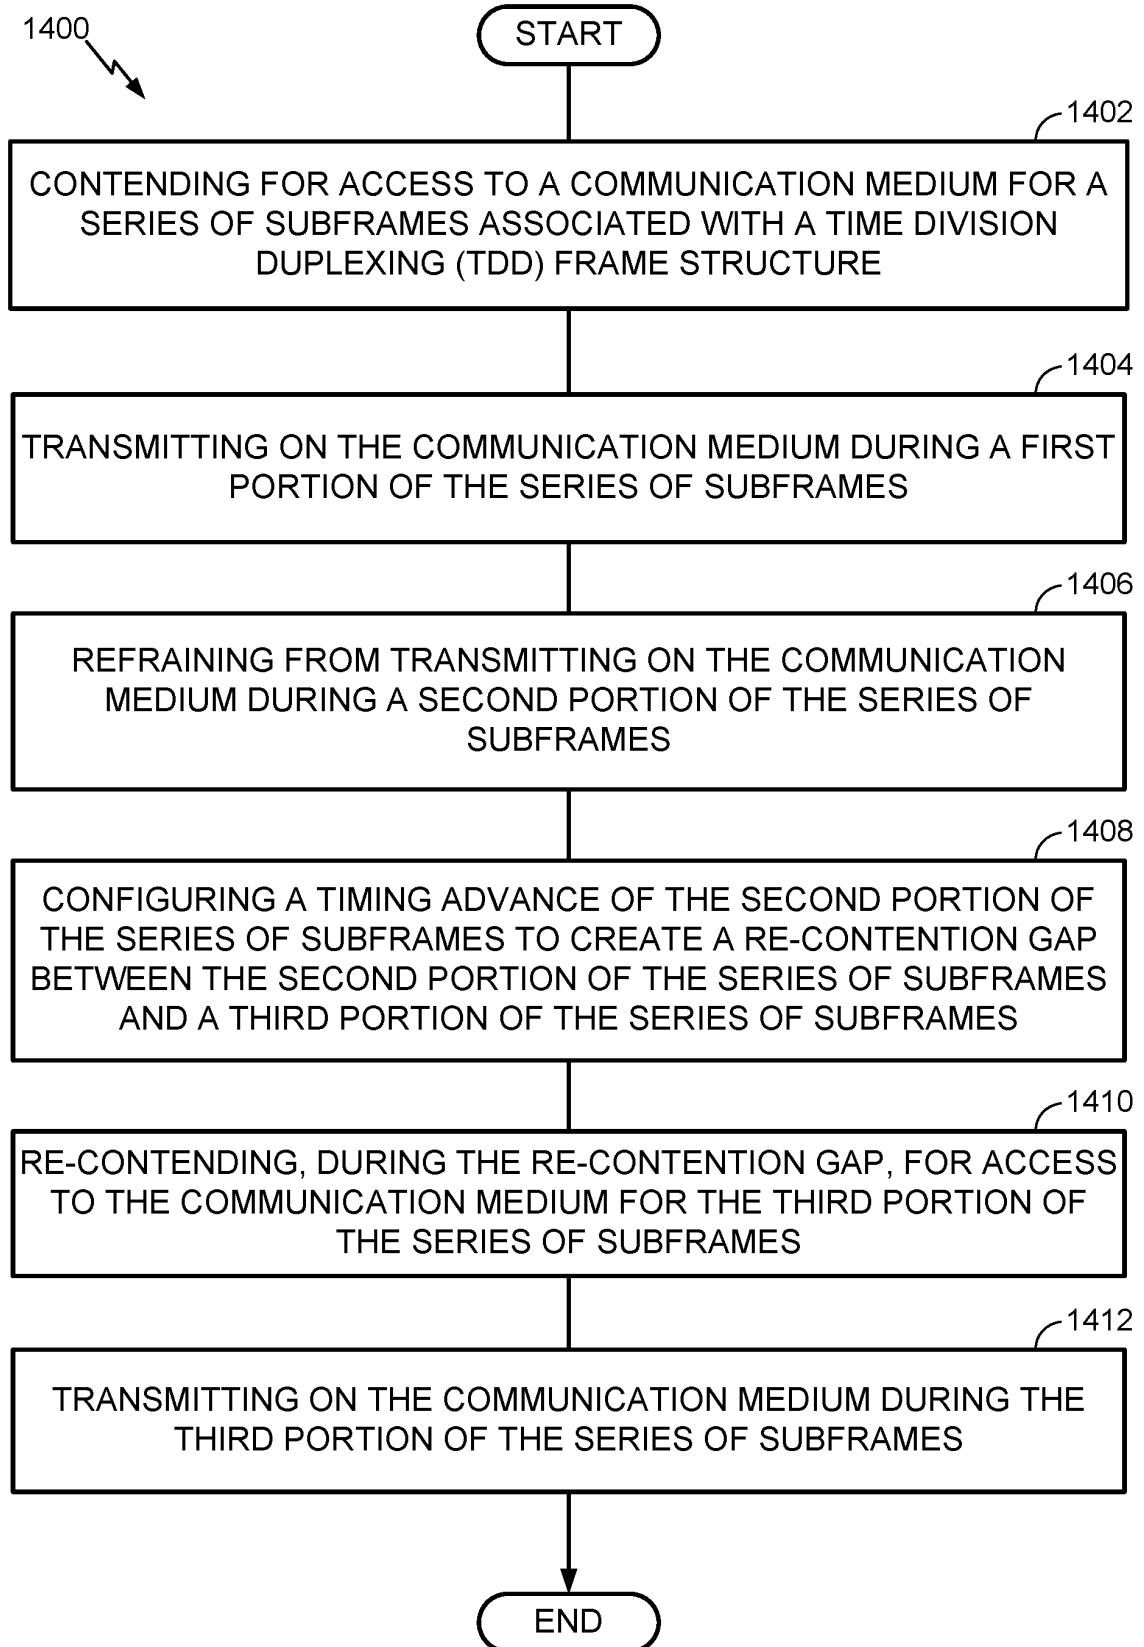 1400
START
1402
CONTENDING FOR ACCESS TO A COMMUNICATION MEDIUM FOR A
SERIES OF SUBFRAMES ASSOCIATED WITH A TIME DIVISION
DUPLEXING (TDD) FRAME STRUCTURE
1404
TRANSMITTING ON THE COMMUNICATION MEDIUM DURING A FIRST
PORTION OF THE SERIES OF SUBFRAMES
1406
REFRAINING FROM TRANSMITTING ON THE COMMUNICATION
MEDIUM DURING A SECOND PORTION OF THE SERIES OF
SUBFRAMES
1408
CONFIGURING A TIMING ADVANCE OF THE SECOND PORTION OF
THE SERIES OF SUBFRAMES TO CREATE A RE-CONTENTION GAP
BETWEEN THE SECOND PORTION OF THE SERIES OF SUBFRAMES
AND A THIRD PORTION OF THE SERIES OF SUBFRAMES
1410
RE-CONTENDING, DURING THE RE-CONTENTION GAP, FOR ACCESS
TO THE COMMUNICATION MEDIUM FOR THE THIRD PORTION OF
THE SERIES OF SUBFRAMES
1412
TRANSMITTING ON THE COMMUNICATION MEDIUM DURING THE
THIRD PORTION OF THE SERIES OF SUBFRAMES
END